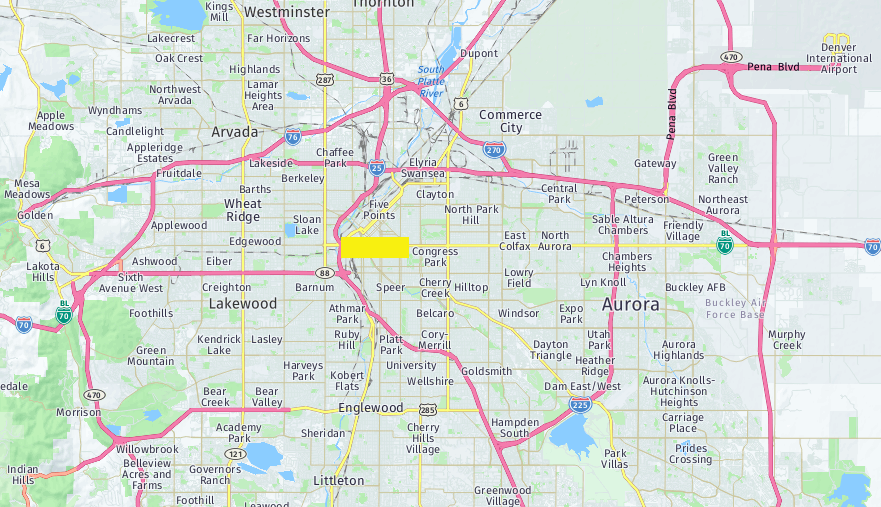 Kings
Mill
Westminster
Thornton
Lakecrest
Far Horizons
Oak Crest
Dupont
Highlands
287
36
South
Platte
River
470
Pena Blvd
Denver
International
Airport
Northwest
Arvada
Lamar
Heights
Area
6
Pena Blvd
Apple
Meadows
Wyndhams
Candlelight
Arvada
76
Commerce
City
Appleridge
Estates
Lakeside
Chaffee
Park
270
Fruitdale
Berkeley
25
Elyria
Swansea
Gateway
Green
Valley
Ranch
Mesa
Meadows
Barths
Clayton
Central
Park
Peterson
Northeast
Aurora
Golden
Wheat
Ridge
Five
Points
North Park
Hill
Sable Altura
Chambers
Friendly
Village
Applewood
Sloan
Lake
6
Edgewood
East
Colfax
North
Aurora
BL
70
70
Lakota
Hills
Ashwood
Eiber
Congress
Park
Chambers
Heights
Sixth
Avenue West
88
Lowry
Field
Creighton
Barnum
Speer
Cherry
Creek
Hilltop
Lyn Knoll
Buckley AFB
BL
70
Lakewood
Aurora
Buckley Air
Force Base
70
Foothills
Athmar
Park
Belcaro
Windsor
Expo
Park
Kendrick
Lake
Lasley
Ruby
Hill
Platt
Park
Cory-
Merrill
Utah
Park
Murphy
Creek
Green
Mountain
Dayton
Triangle
Aurora
Highlands
Harveys
Park
University
Heather
Ridge
edale
Kobert
Flats
Wellshire
Goldsmith
Dam East/West
Aurora Knolls-
Hutchinson
Heights
470
Bear
Creek
Bear
Valley
Morrison
Englewood
285
225
Carriage
Place
Academy
Park
Sheridan
Cherry
Hills
Village
Hampden
South
Willowbrook
121
Park
Villas
Prides
Crossing
Indian
Hills
Belleview
Acres and
Farms
Governors
Ranch
Littleton
Greenwood Village
Foothill